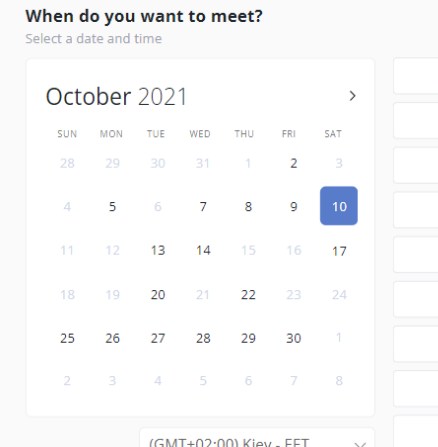 When do you want to meet?
Select a date and time
October 2021
SUN MON TUE WED THU FRI SAT
28 29 30 31 1 2 3
4 5 6 7 8 9 10
11 12 13 14 15 16 17
18 19 20 21 22 23 24
25 26 27 28 29 30 1
2 3 4 5 6 7 8
(GMT+02:00) Kiev - EET